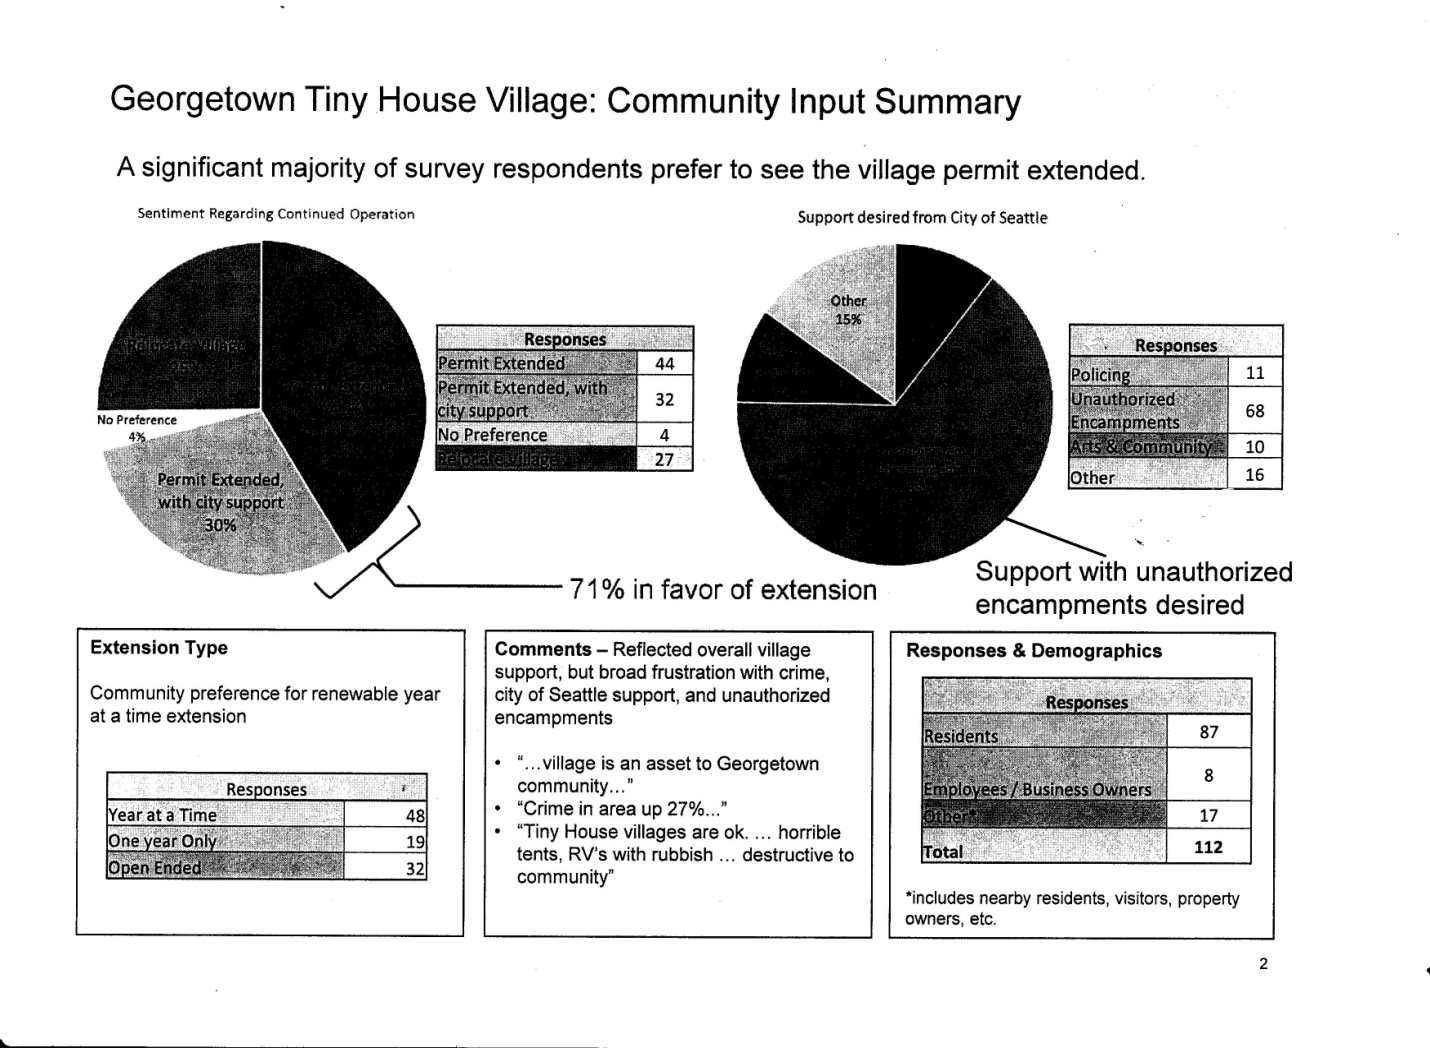 Georgetown Tiny House Village: Community Input Summary
A significant majority of survey respondents prefer to see the village permit extended.
Sentiment Regarding Continued Operation
Relocate Village
No Preference
4%
Permit Extended,
with city support
30%
Responses
Permit Extended 44
Permit Extended, with
city support 32
No Preference 4
Relocate Village 27
71% in favor of extension
Support desired from City of Seattle
Other
15%
Responses
Policing 11
Unauthorized
Encampments 68
Arts & Community 10
Other 16
Support with unauthorized
encampments desired
Extension Type
Community preference for renewable year
at a time extension
Responses
Year at a Time 48
One year Only 19
Open Ended 32
Comments – Reflected overall village
support, but broad frustration with crime,
city of Seattle support, and unauthorized
encampments
• “…village is an asset to Georgetown
community…”
• “Crime in area up 27%...”
• “Tiny House villages are ok. … horrible
tents, RV's with rubbish … destructive to
community”
Responses & Demographics
Responses
Residents 87
Employees / Business Owners 8
Other* 17
Total 112
*includes nearby residents, visitors, property
owners, etc.
2